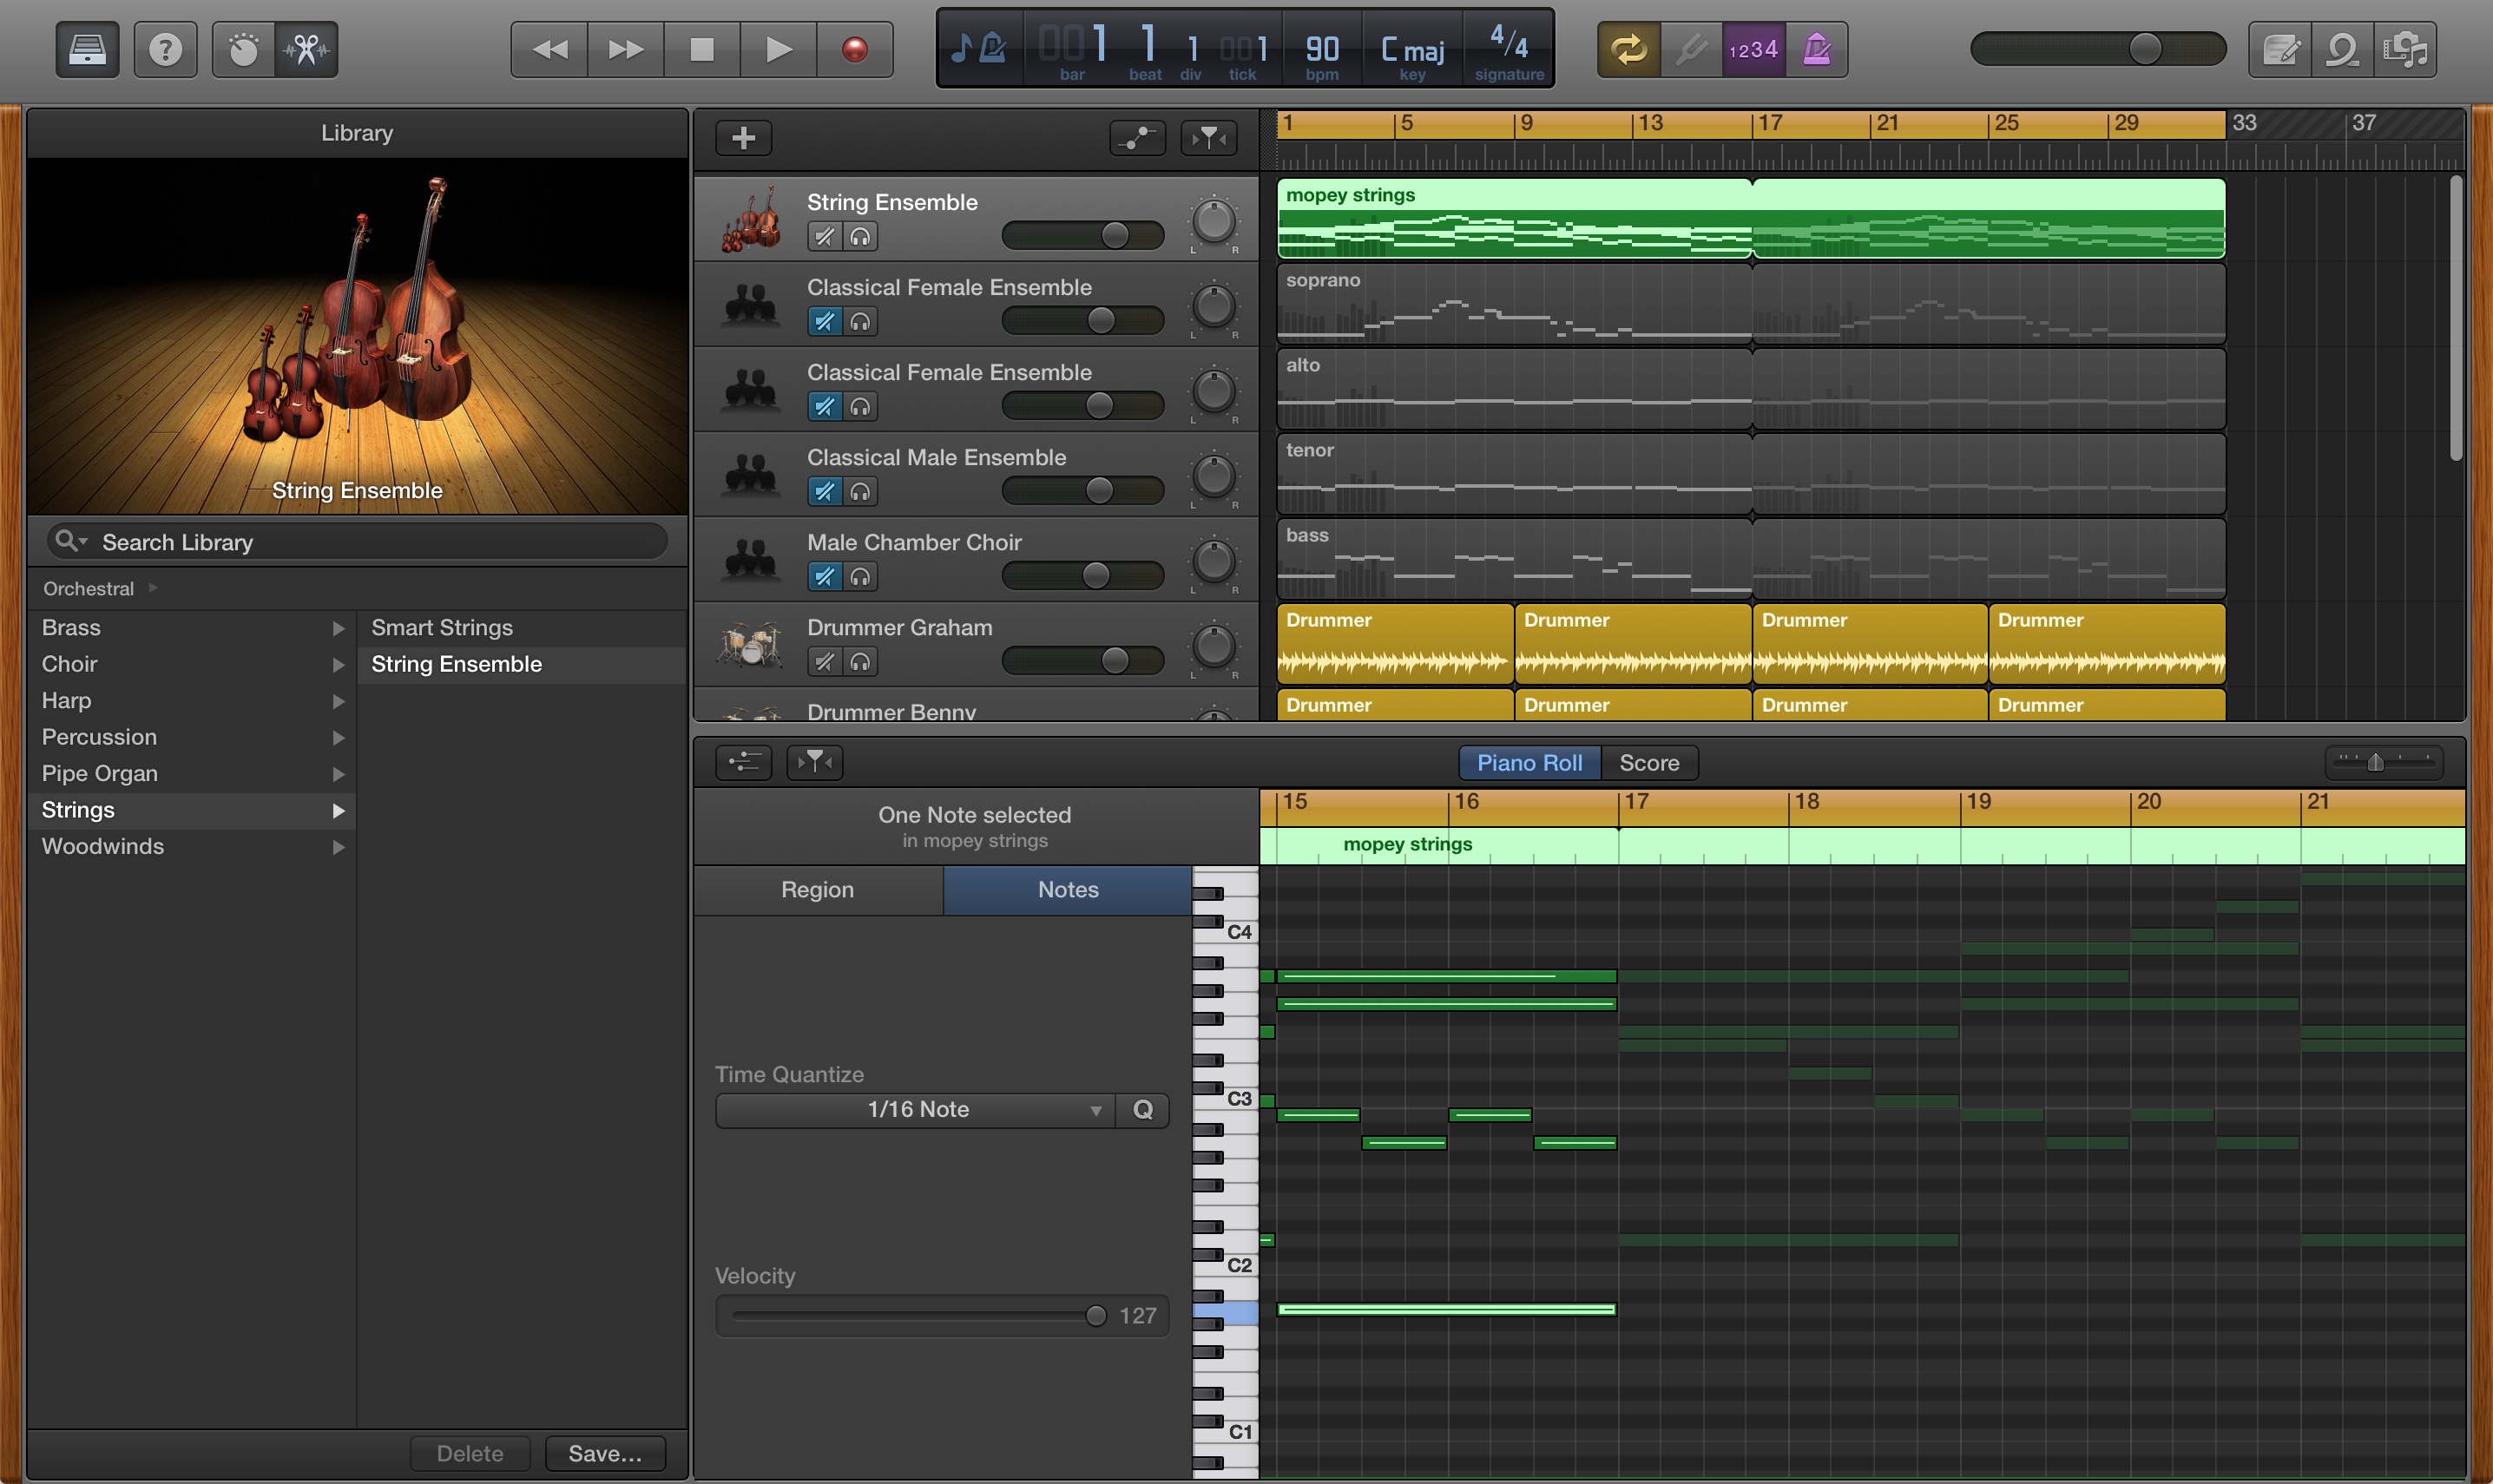 001 1 1 001 90 C maj 4/4
bar beat div tick bpm key signature
1234
Library
String Ensemble
Search Library
Orchestral
Brass
Choir
Harp
Percussion
Pipe Organ
Strings
Woodwinds
Smart Strings
String Ensemble
Delete
Save...
1 5 9 13 17 21 25 29 33 37
String Ensemble
L R
mopey strings
Classical Female Ensemble
L R
soprano
Classical Female Ensemble
L R
alto
Classical Male Ensemble
L R
tenor
Male Chamber Choir
L R
bass
Drummer Graham
L R
Drummer Drummer Drummer Drummer
Drummer Benny
Drummer Drummer Drummer Drummer
Piano Roll Score
One Note selected
in mopey strings
15 16 17 18 19 20 21
mopey strings
Region Notes
Time Quantize
1/16 Note Q
Velocity
127
C4
C3
C2
C1